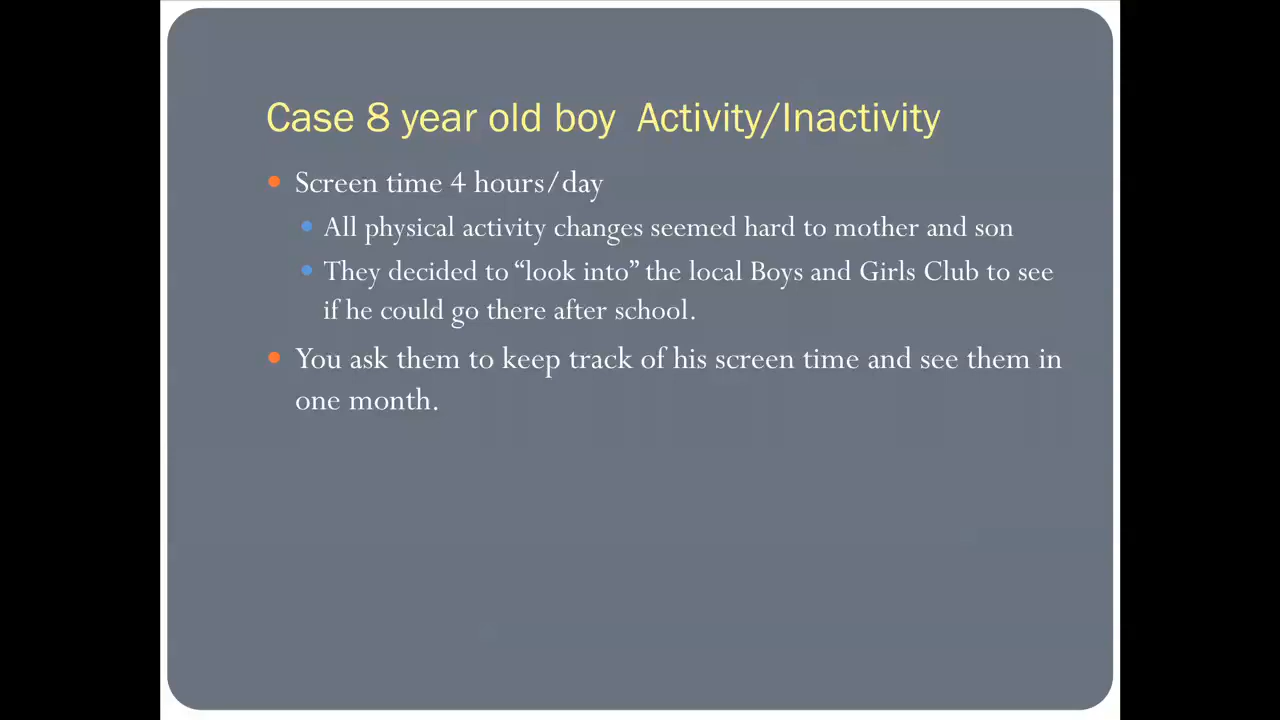 Case 8 year old boy  Activity/Inactivity
• Screen time 4 hours/day
• All physical activity changes seemed hard to mother and son
• They decided to “look into” the local Boys and Girls Club to see
if he could go there after school.
• You ask them to keep track of his screen time and see them in
one month.